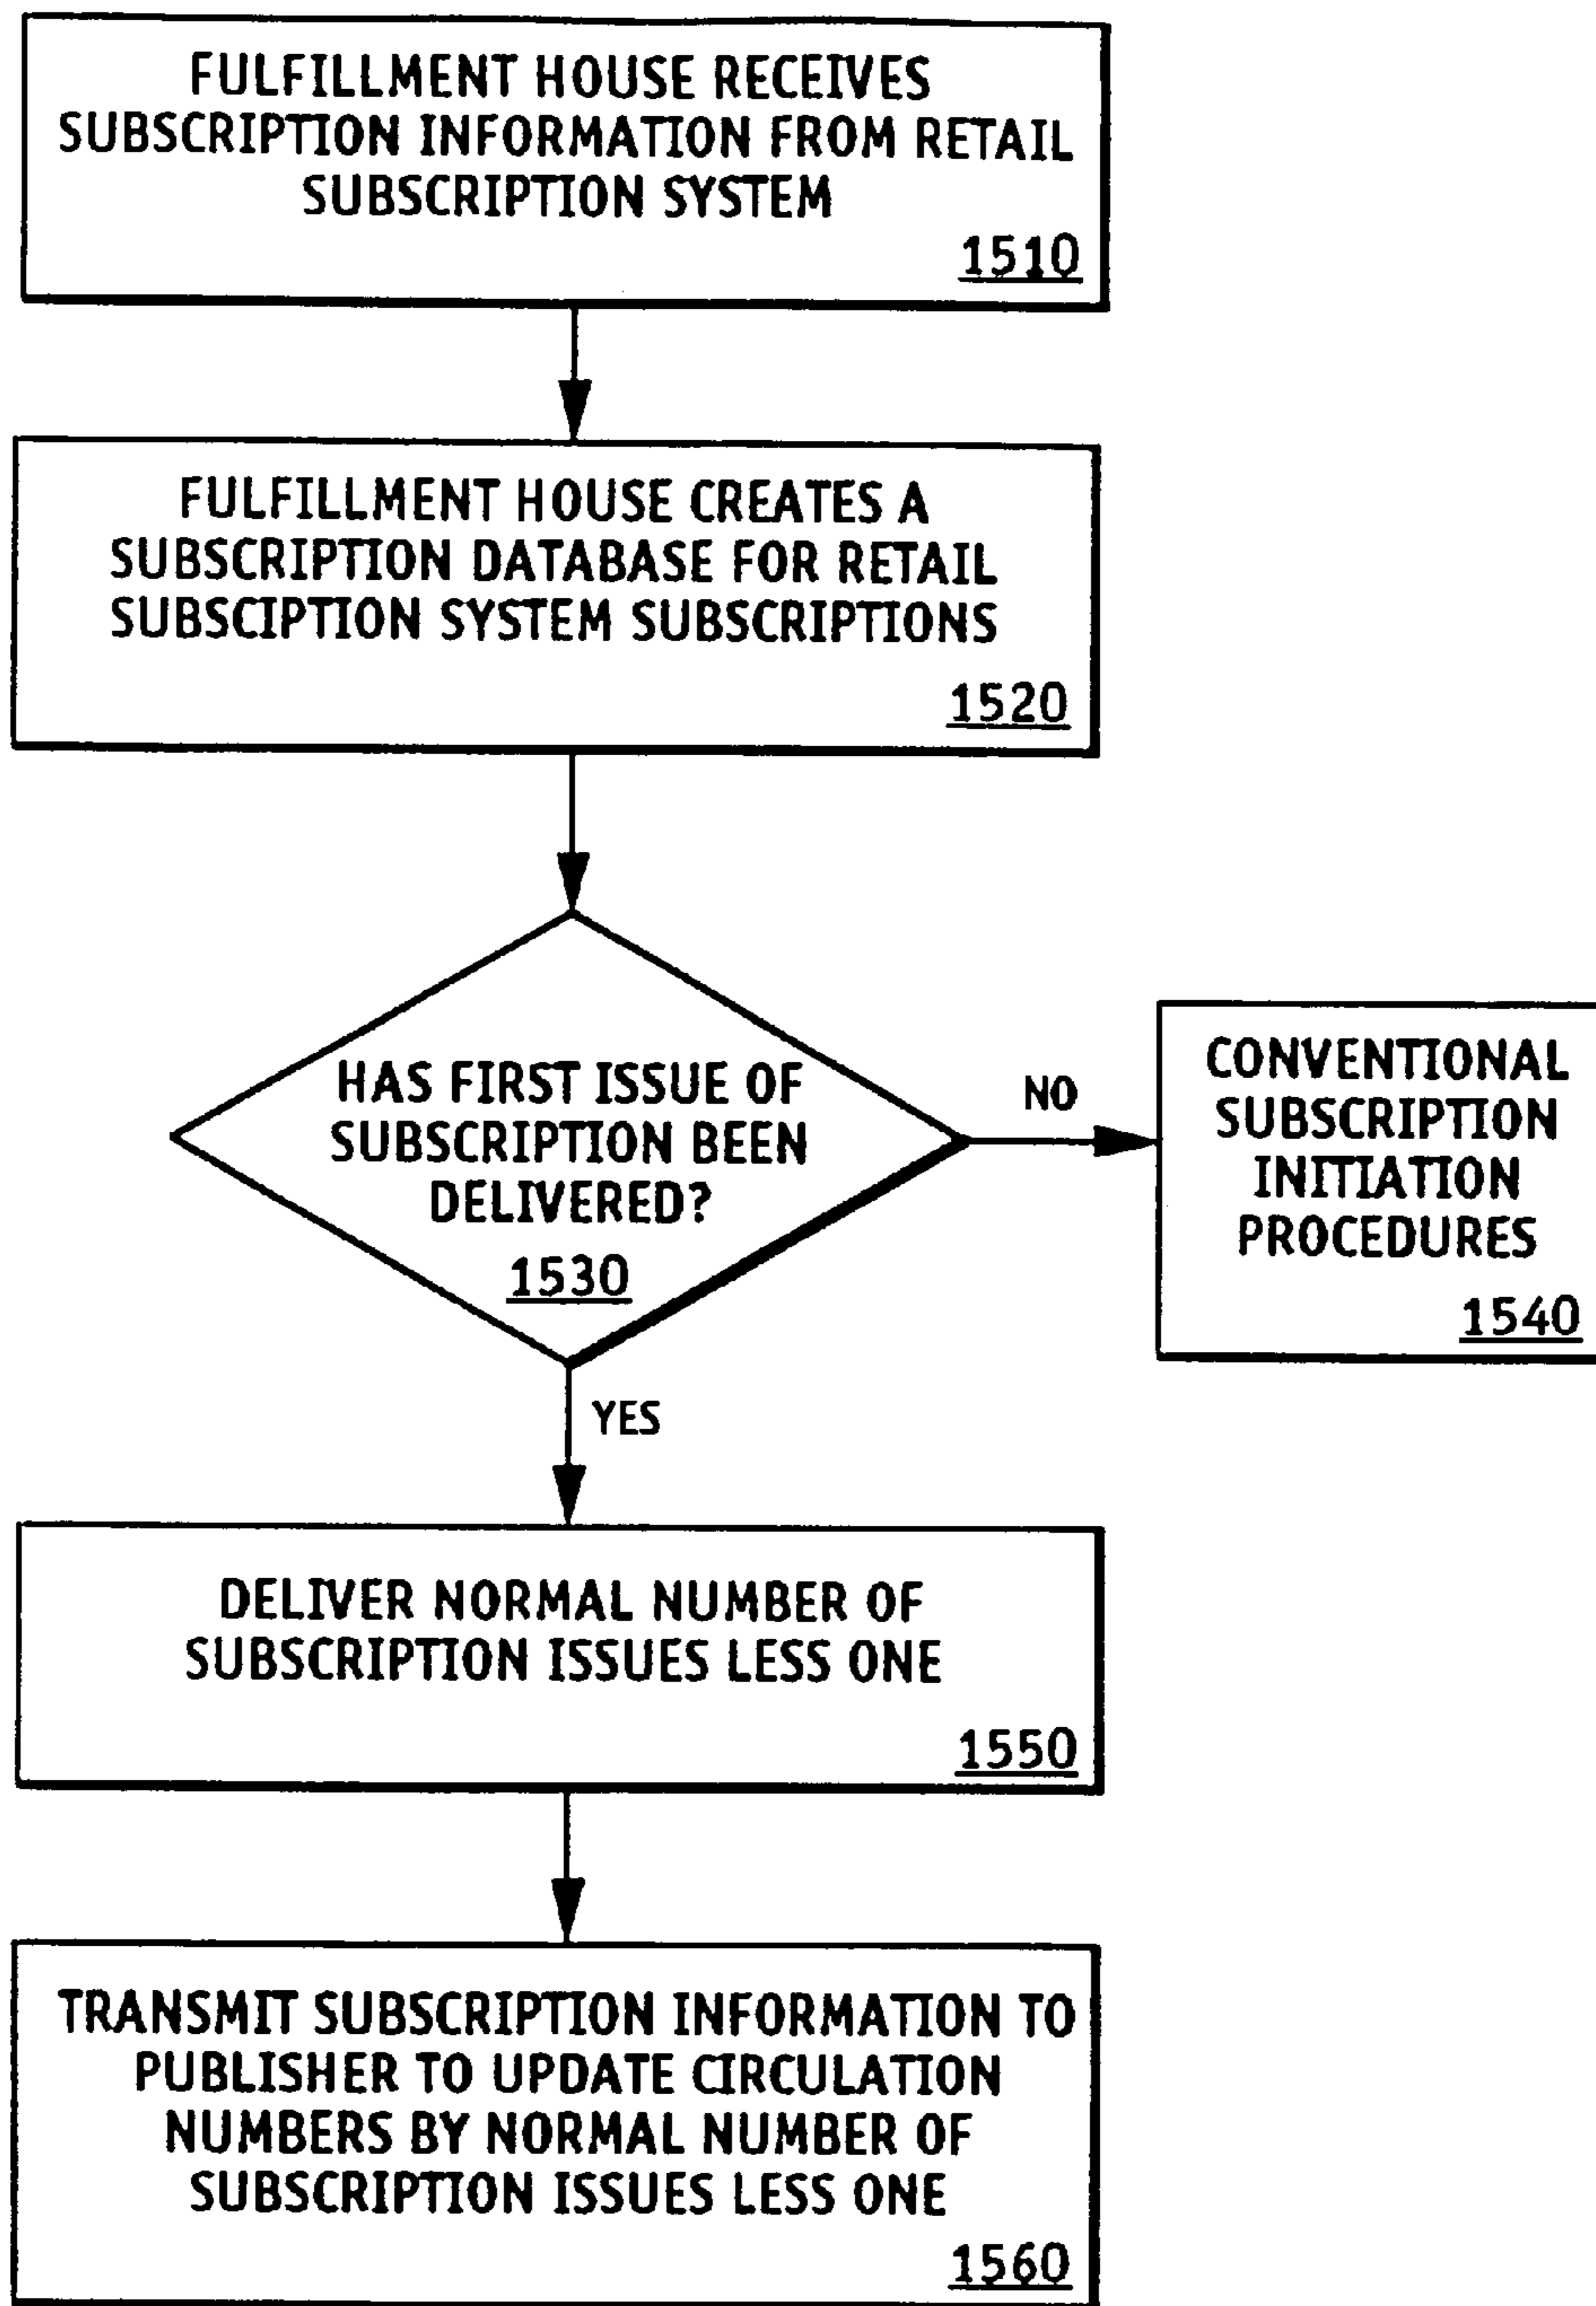 FULFILLMENT HOUSE RECEIVES
SUBSCRIPTION INFORMATION FROM RETAIL
SUBSCRIPTION SYSTEM
1510
FULFILLMENT HOUSE CREATES A
SUBSCRIPTION DATABASE FOR RETAIL
SUBSCIPTION SYSTEM SUBSCRIPTIONS
1520
HAS FIRST ISSUE OF
SUBSCRIPTION BEEN
DELIVERED?
1530
NO
CONVENTIONAL
SUBSCRIPTION
INITIATION
PROCEDURES
1540
YES
DELIVER NORMAL NUMBER OF
SUBSCRIPTION ISSUES LESS ONE
1550
TRANSMIT SUBSCRIPTION INFORMATION TO
PUBLISHER TO UPDATE CIRCULATION
NUMBERS BY NORMAL NUMBER OF
SUBSCRIPTION ISSUES LESS ONE
1560